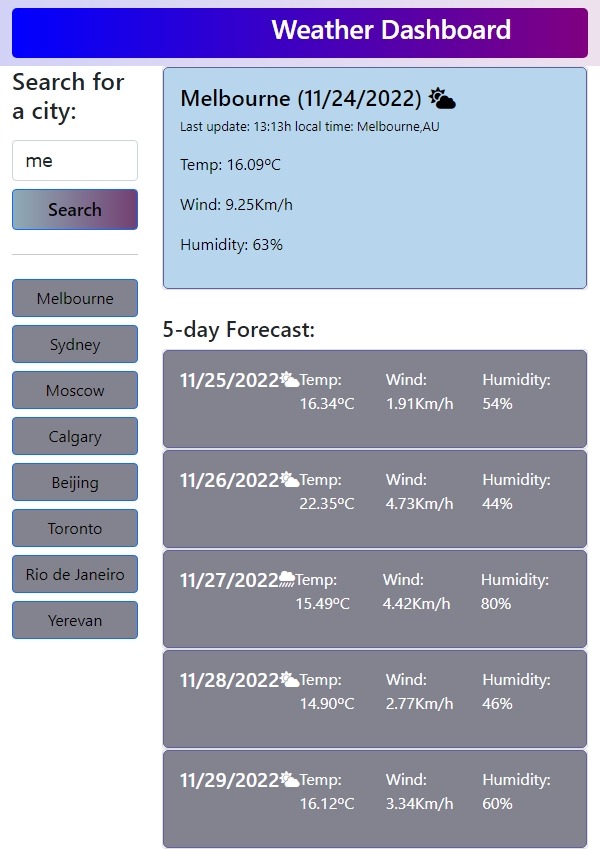 Weather Dashboard
Search for
a city:
me
Search
Melbourne
Sydney
Moscow
Calgary
Beijing
Toronto
Rio de Janeiro
Yerevan
Melbourne (11/24/2022)
Last update: 13:13h local time: Melbourne,AU
Temp: 16.09ºC
Wind: 9.25Km/h
Humidity: 63%
5-day Forecast:
11/25/2022 Temp: Wind: Humidity:
16.34ºC 1.91Km/h 54%
11/26/2022 Temp: Wind: Humidity:
22.35ºC 4.73Km/h 44%
11/27/2022 Temp: Wind: Humidity:
15.49ºC 4.42Km/h 80%
11/28/2022 Temp: Wind: Humidity:
14.90ºC 2.77Km/h 46%
11/29/2022 Temp: Wind: Humidity:
16.12ºC 3.34Km/h 60%